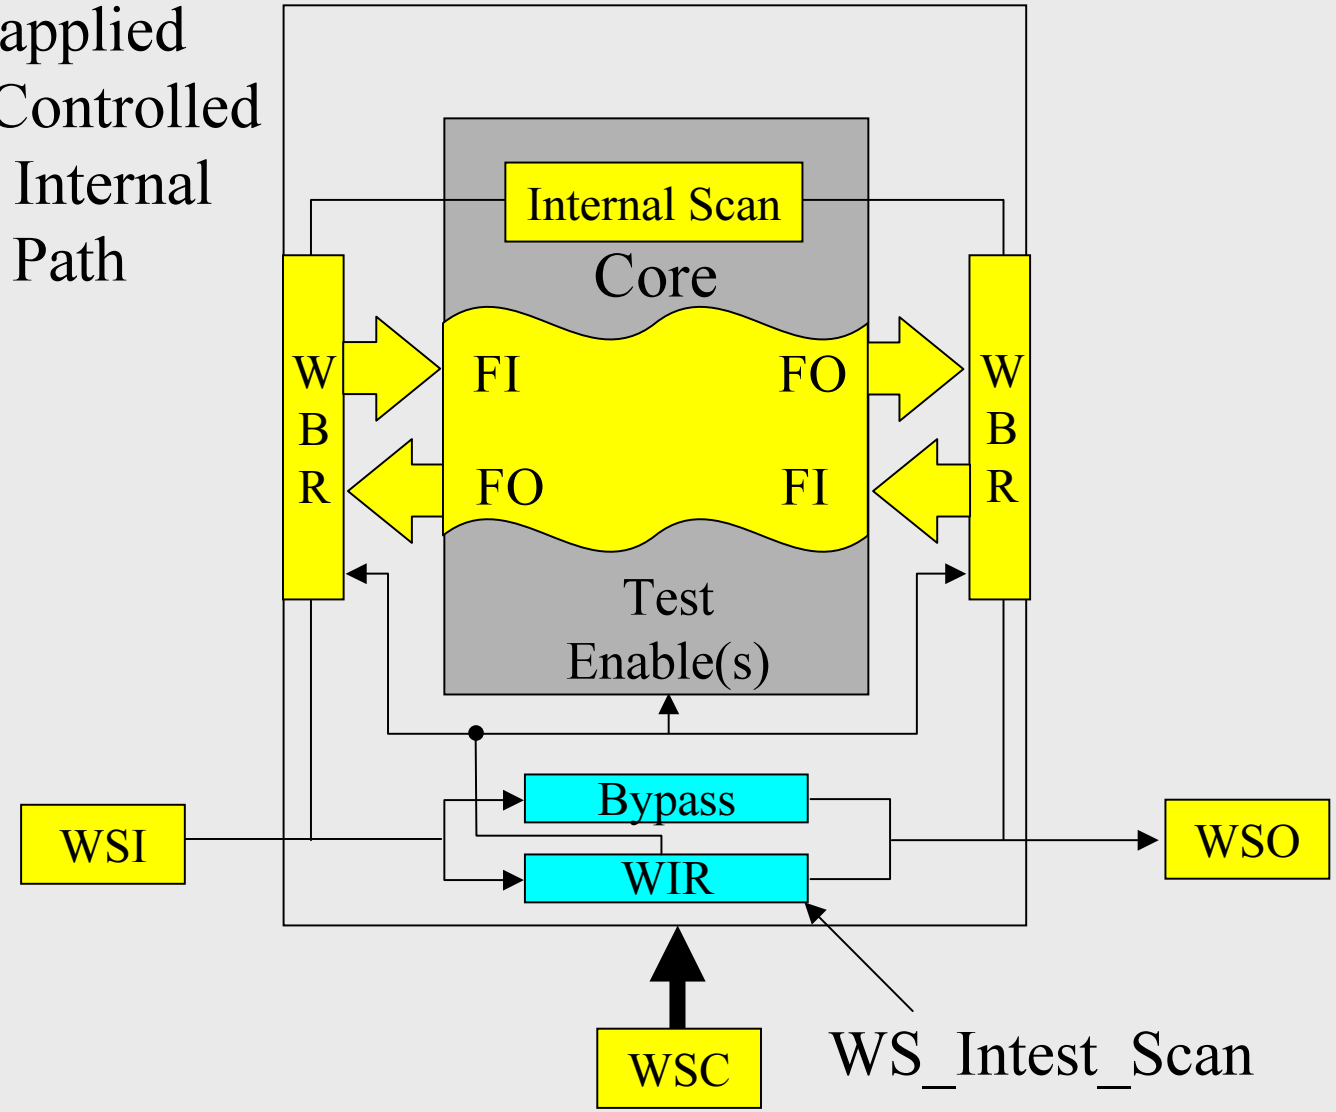 applied
Controlled
Internal
Path
Internal Scan
Core
W
B
R
FI
FO
W
B
R
FO
FI
Test
Enable(s)
Bypass
WSI
WIR
WSO
WSC
WS_Intest_Scan